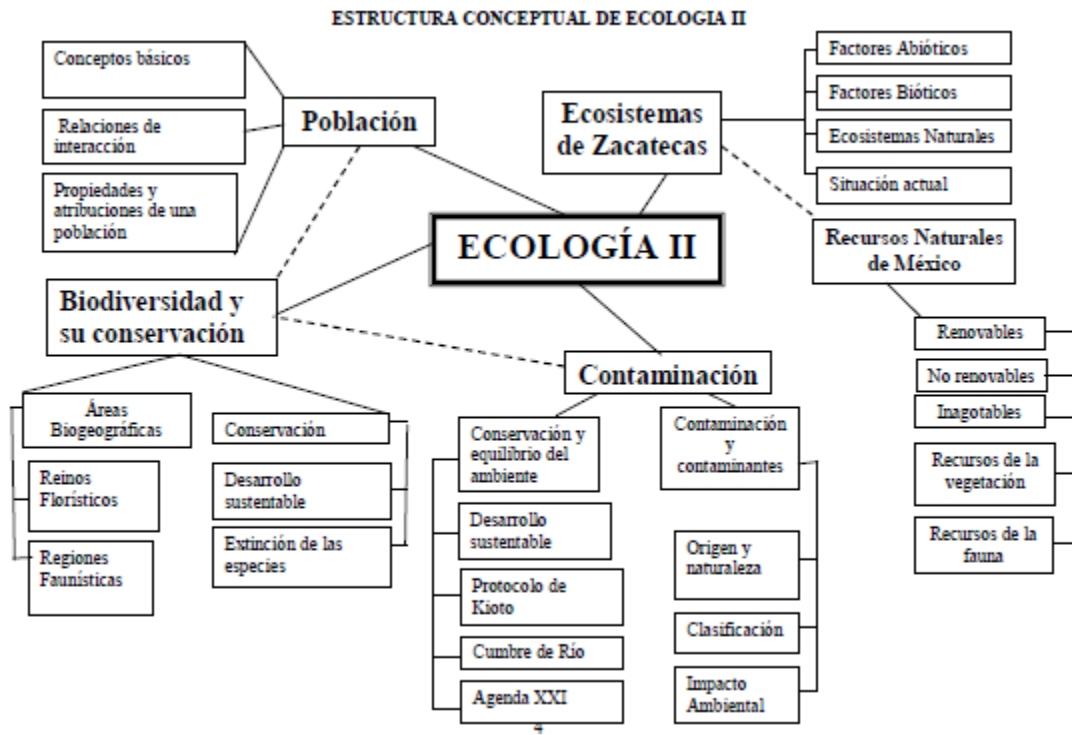 ESTRUCTURA CONCEPTUAL DE ECOLOGIA II
Conceptos básicos
Relaciones de
interacción
Propiedades y
atribuciones de una
población
Población
Ecosistemas
de Zacatecas
Factores Abióticos
Factores Bióticos
Ecosistemas Naturales
Situación actual
ECOLOGÍA II
Recursos Naturales
de México
Renovables
No renovables
Inagotables
Recursos de la
vegetación
Recursos de la
fauna
Biodiversidad y
su conservación
Áreas
Biogeográficas
Reinos
Florísticos
Regiones
Faunísticas
Conservación
Desarrollo
sustentable
Extinción de las
especies
Contaminación
Conservación y
equilibrio del
ambiente
Desarrollo
sustentable
Protocolo de
Kioto
Cumbre de Río
Agenda XXI
Contaminación
y
contaminantes
Origen y
naturaleza
Clasificación
Impacto
Ambiental
4